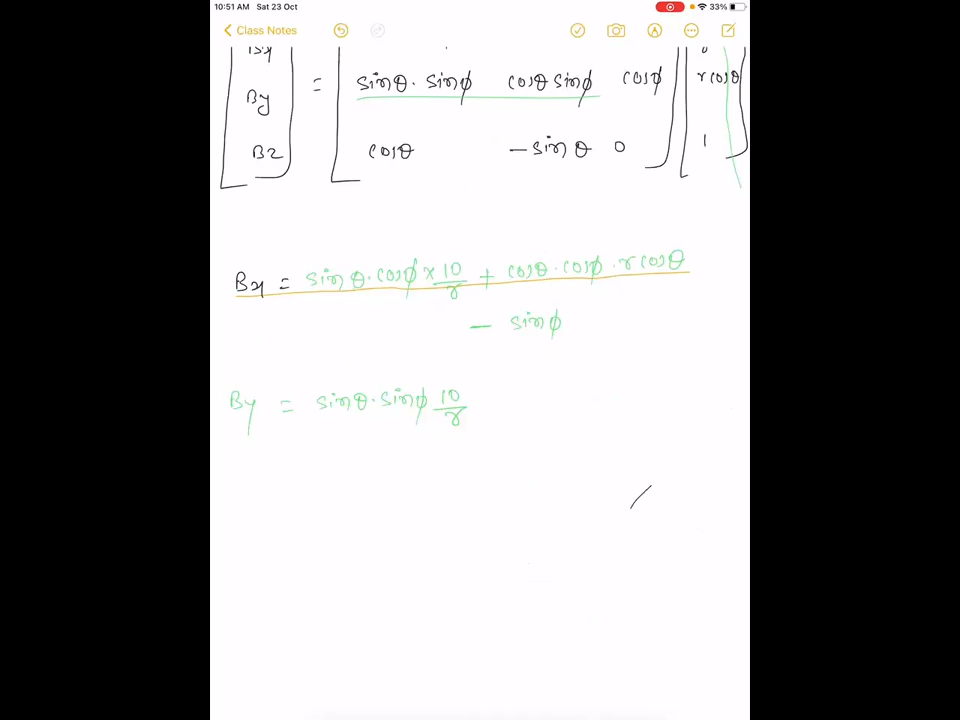 10:51 AM Sat 23 Oct 33%
Class Notes
By = sinθ. sinϕ cosθ sinϕ cosϕ r cosθ
Bz cosθ - sinθ 0 1
Bx = sinθ. cosϕ x 10/r + cosθ. cosϕ . r cosθ
- sinϕ
By = sinθ. sinϕ 10/r